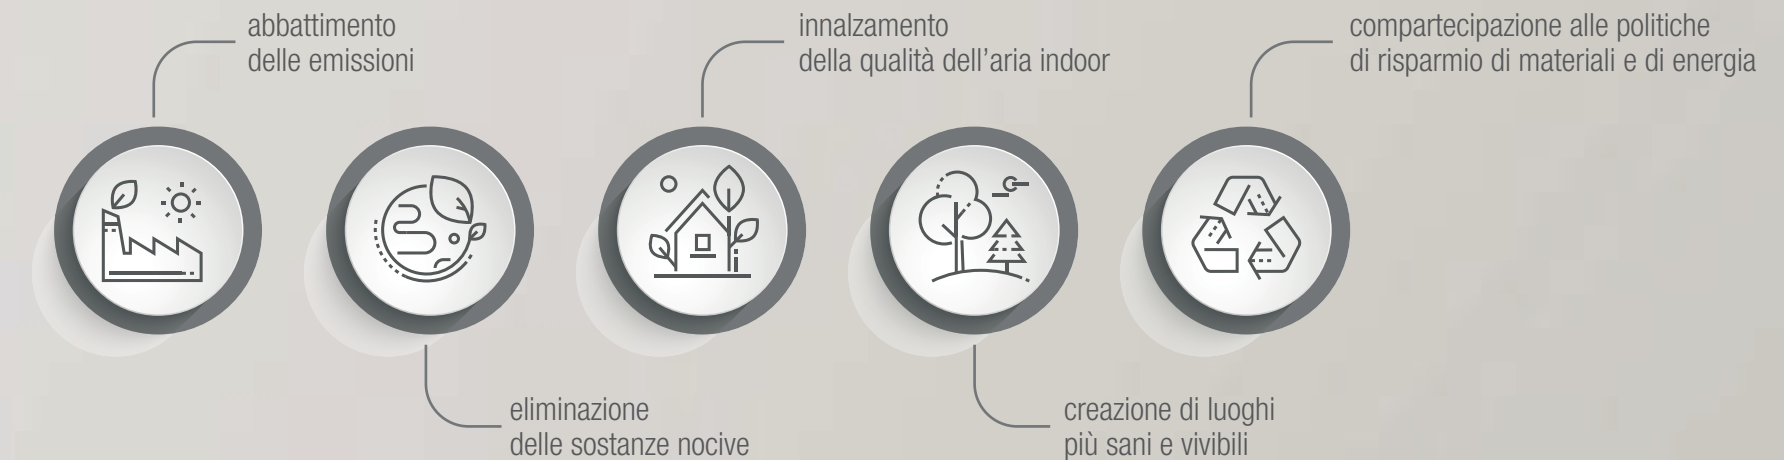 abbattimento
delle emissioni
eliminazione
delle sostanze nocive
innalzamento
della qualità dell'aria indoor
creazione di luoghi
più sani e vivibili
compartecipazione alle politiche
di risparmio di materiali e di energia